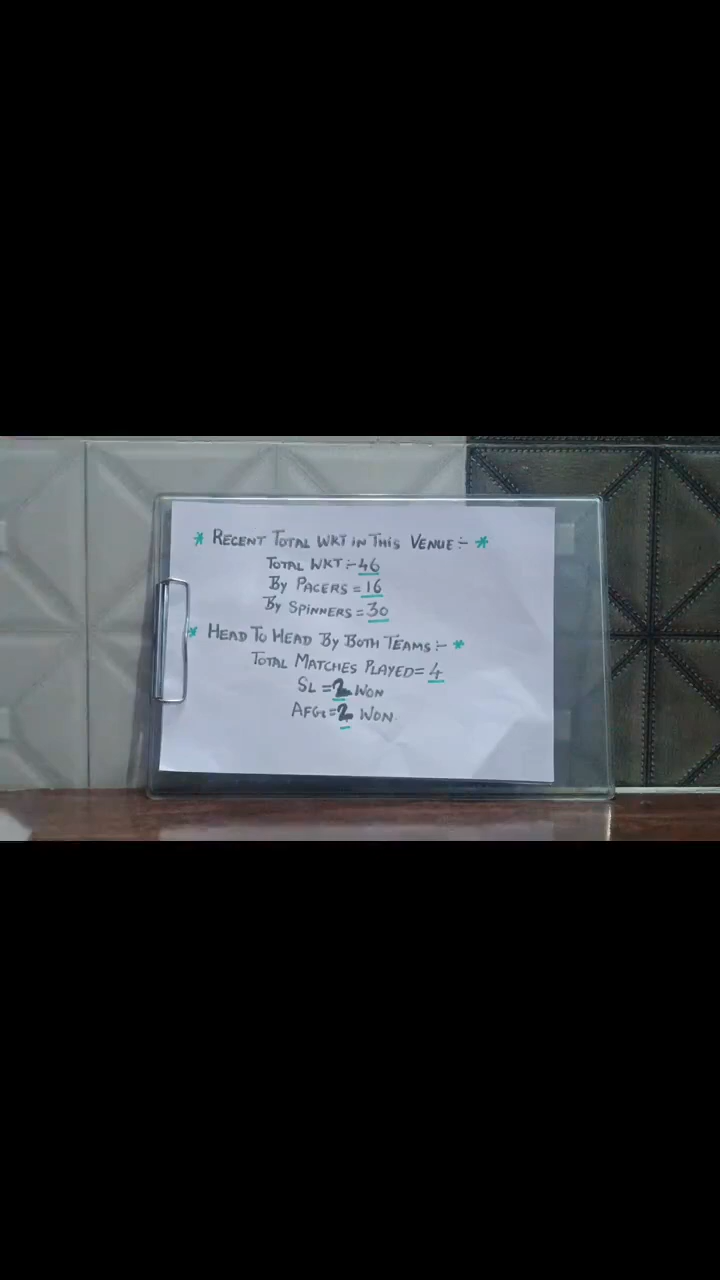 * RECENT TOTAL WKT IN THIS VENUE :- *
TOTAL WKT :- 46
BY PACERS = 16
BY SPINNERS = 30
* HEAD TO HEAD BY BOTH TEAMS :- *
TOTAL MATCHES PLAYED = 4
SL = 2 WON
AFG = 2 WON